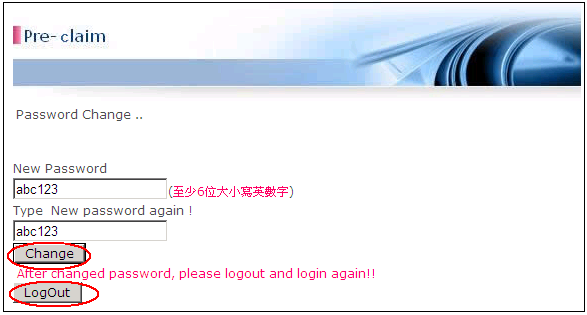 Pre-claim
Password Change ..
New Password
abc123 (至少6位大小寫英數字)
Type New password again !
abc123
Change
After changed password, please logout and login again!!
LogOut